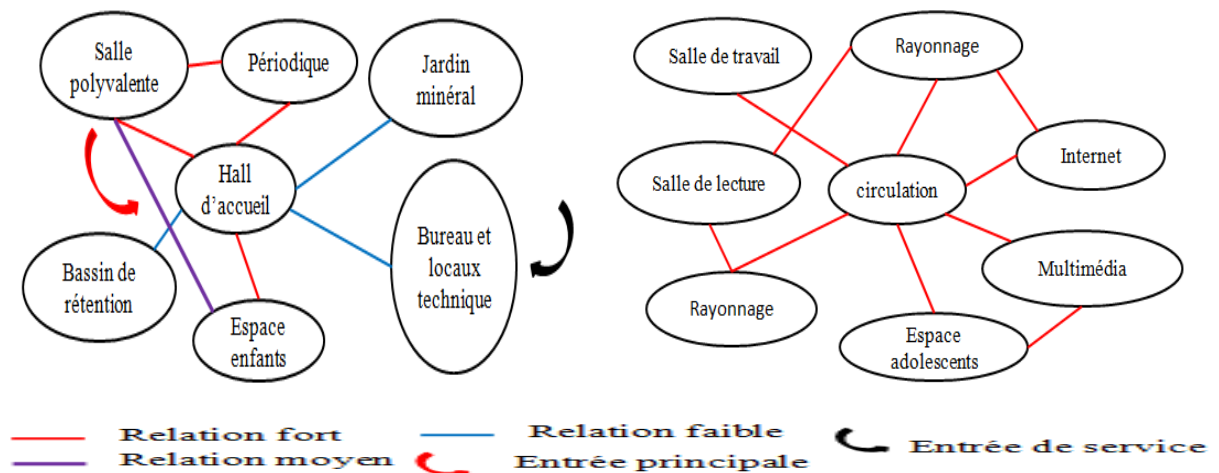 Salle
polyvalente
Périodique
Jardin
minéral
Hall
d’accueil
Bassin de
rétention
Espace
enfants
Bureau et
locaux
technique
Salle de travail
Rayonnage
Salle de lecture
circulation
Internet
Rayonnage
Multimédia
Espace
adolescents
Relation fort
Relation faible
Entrée de service
Relation moyen
Entrée principale